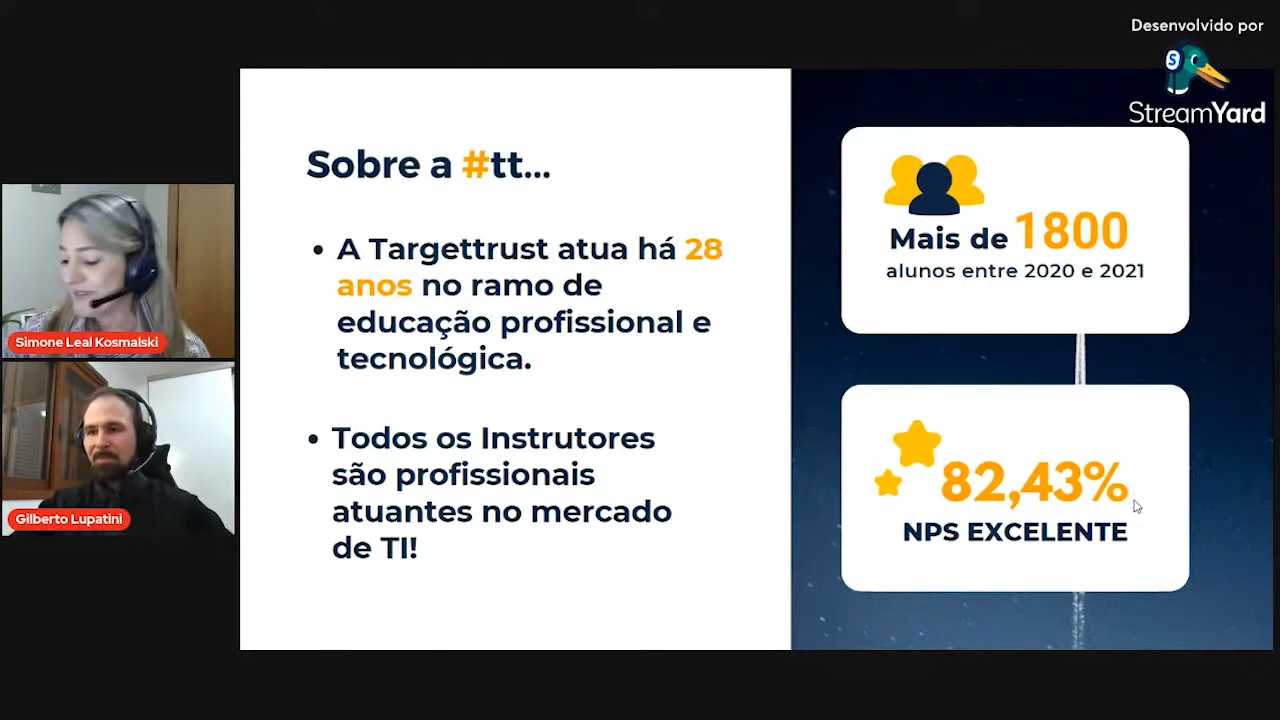 Desenvolvido por
StreamYard
Sobre a #tt...
• A Targettrust atua há 28
anos no ramo de
educação profissional e
tecnológica.
• Todos os Instrutores
são profissionais
atuantes no mercado
de TI!
Mais de 1800
alunos entre 2020 e 2021
82,43%
NPS EXCELENTE
Simone Leal Kosmalski
Gilberto Lupatini